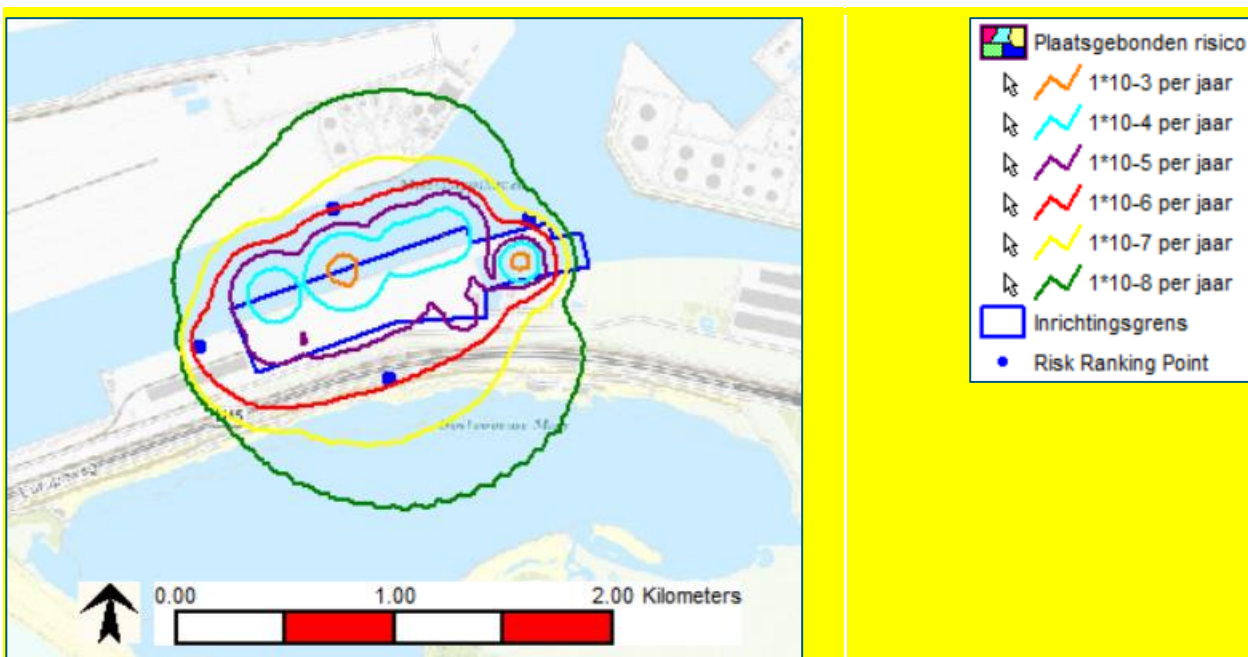 Plaatsgebonden risico
1*10-3 per jaar
1*10-4 per jaar
1*10-5 per jaar
1*10-6 per jaar
1*10-7 per jaar
1*10-8 per jaar
Inrichtingsgrens
Risk Ranking Point
0.00 1.00 2.00 Kilometers